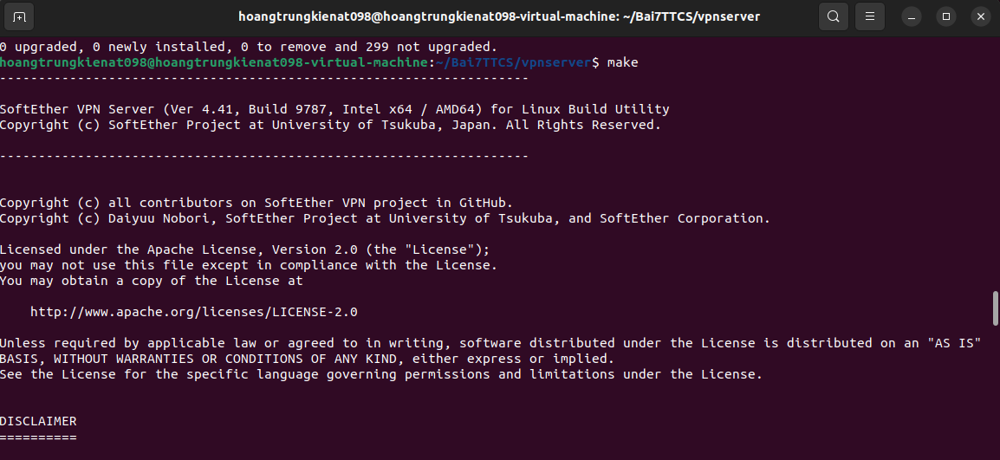 hoangtrungkienat098@hoangtrungkienat098-virtual-machine: ~/Bai7TTCS/vpnserver
0 upgraded, 0 newly installed, 0 to remove and 299 not upgraded.
hoangtrungkienat098@hoangtrungkienat098-virtual-machine:~/Bai7TTCS/vpnserver$ make
--------------------------------------------------------------------
SoftEther VPN Server (Ver 4.41, Build 9787, Intel x64 / AMD64) for Linux Build Utility
Copyright (c) SoftEther Project at University of Tsukuba, Japan. All Rights Reserved.
--------------------------------------------------------------------
Copyright (c) all contributors on SoftEther VPN project in GitHub.
Copyright (c) Daiyuu Nobori, SoftEther Project at University of Tsukuba, and SoftEther Corporation.
Licensed under the Apache License, Version 2.0 (the "License");
you may not use this file except in compliance with the License.
You may obtain a copy of the License at
http://www.apache.org/licenses/LICENSE-2.0
Unless required by applicable law or agreed to in writing, software distributed under the License is distributed on an "AS IS"
BASIS, WITHOUT WARRANTIES OR CONDITIONS OF ANY KIND, either express or implied.
See the License for the specific language governing permissions and limitations under the License.
DISCLAIMER
==========